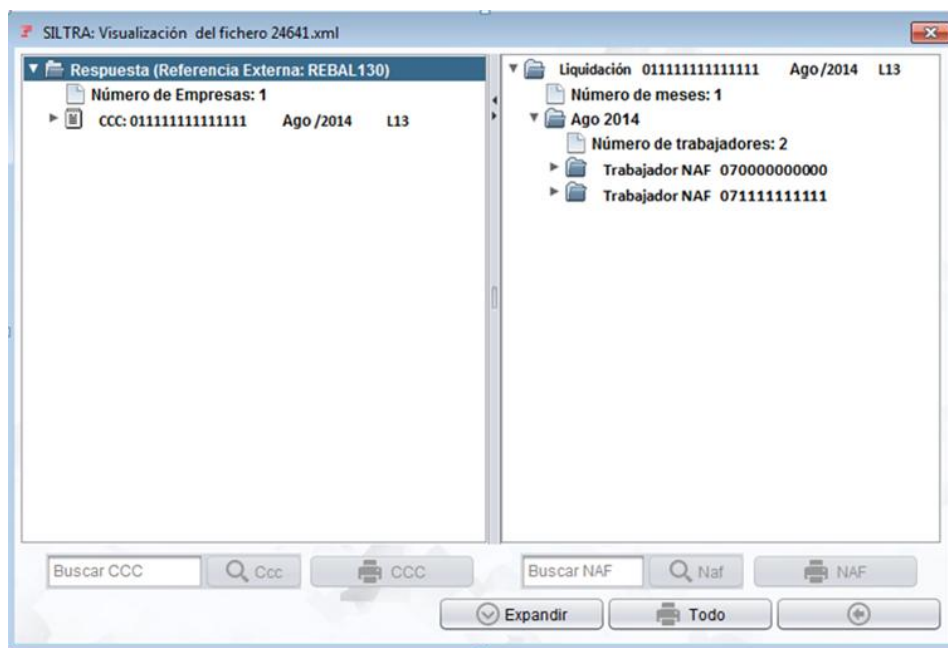 SILTRA: Visualización del fichero 24641.xml
Respuesta (Referencia Externa: REBAL130)
Número de Empresas: 1
CCC: 011111111111111 Ago /2014 L13
Liquidación 011111111111111 Ago/2014 L13
Número de meses: 1
Ago 2014
Número de trabajadores: 2
Trabajador NAF 070000000000
Trabajador NAF 071111111111
Buscar CCC Ccc CCC
Buscar NAF Naf NAF
Expandir Todo